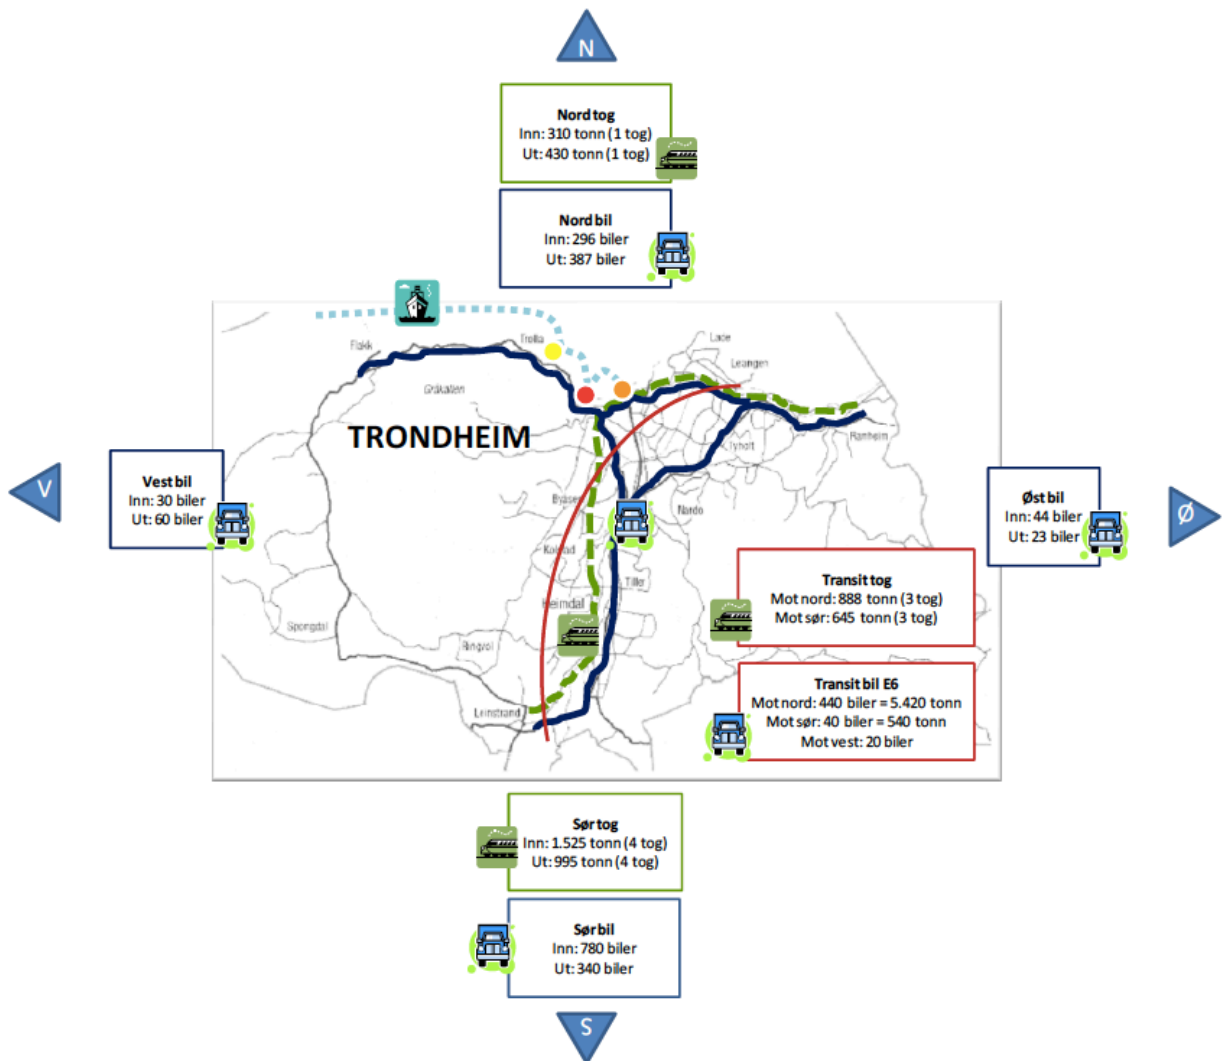 N
Nord tog
Inn: 310 tonn (1 tog)
Ut: 430 tonn (1 tog)
Nord bil
Inn: 296 biler
Ut: 387 biler
Flakk
Trolla
Lade
Leangen
Gråkallen
TRONDHEIM
Ranheim
Tyholt
V
Vest bil
Inn: 30 biler
Ut: 60 biler
Byåsen
Nardo
Øst bil
Inn: 44 biler
Ut: 23 biler
Ø
Kolstad
Tiller
Heimdal
Transit tog
Mot nord: 888 tonn (3 tog)
Mot sør: 645 tonn (3 tog)
Spongdal
Ringvål
Leinstrand
Transit bil E6
Mot nord: 440 biler = 5.420 tonn
Mot sør: 40 biler = 540 tonn
Mot vest: 20 biler
Sør tog
Inn: 1.525 tonn (4 tog)
Ut: 995 tonn (4 tog)
Sør bil
Inn: 780 biler
Ut: 340 biler
S